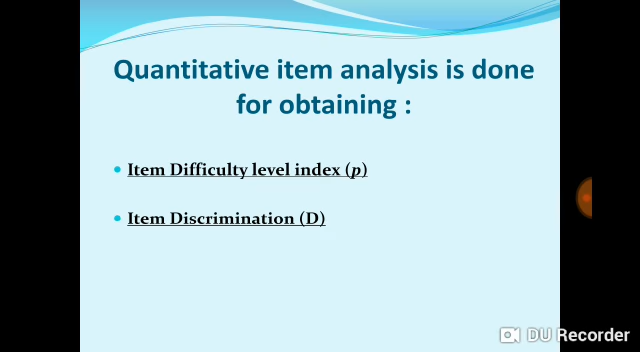 Quantitative item analysis is done
for obtaining :
• Item Difficulty level index (p)
• Item Discrimination (D)
DU Recorder